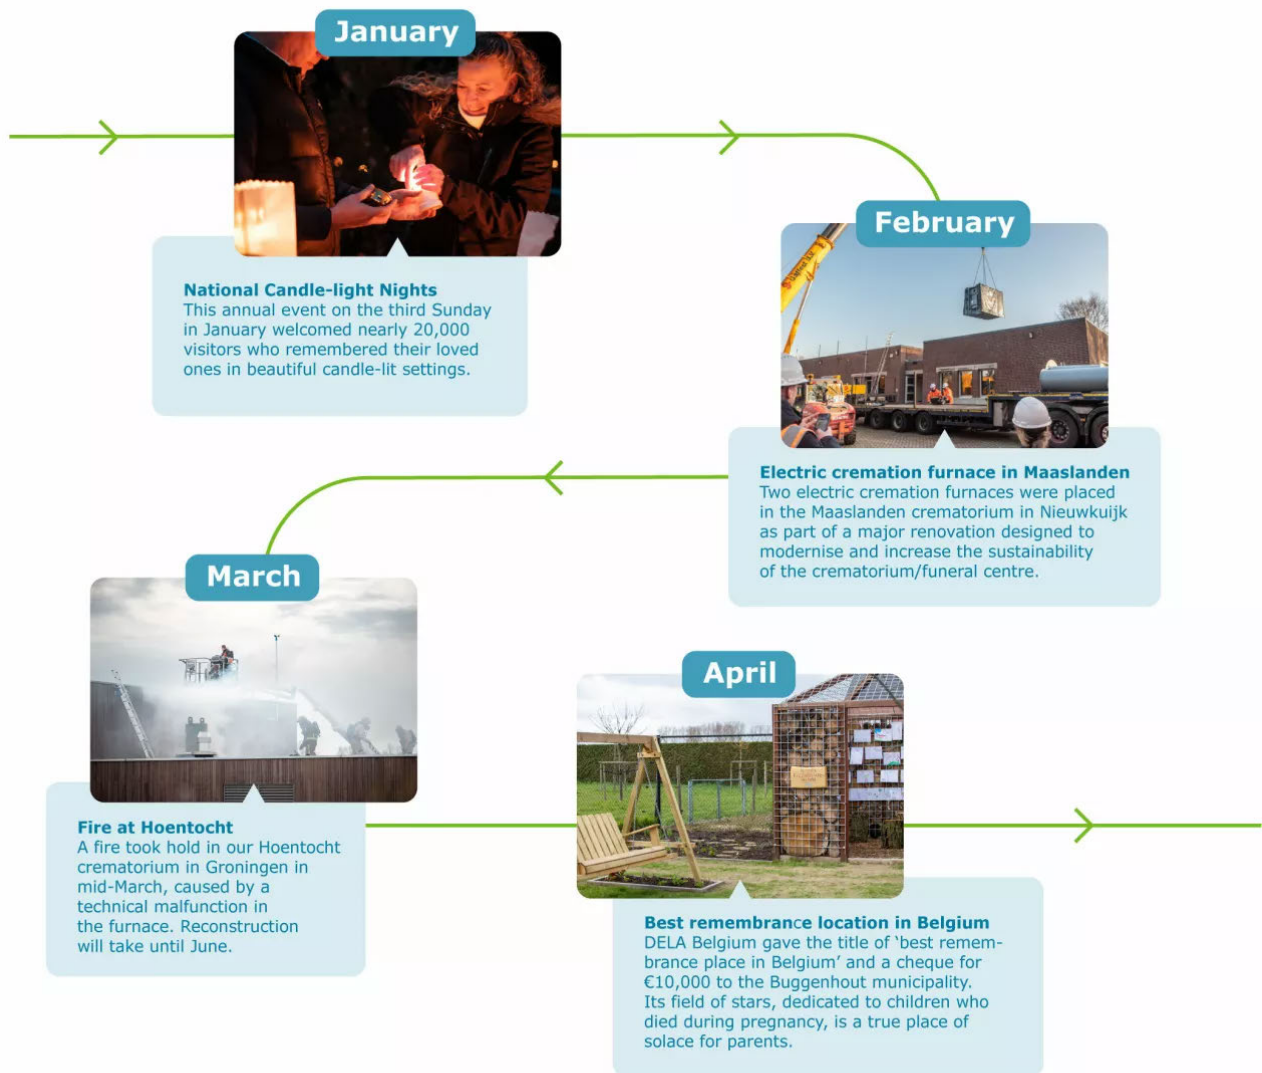 January
National Candle-light Nights
This annual event on the third Sunday
in January welcomed nearly 20,000
visitors who remembered their loved
ones in beautiful candle-lit settings.
February
Electric cremation furnace in Maaslanden
Two electric cremation furnaces were placed
in the Maaslanden crematorium in Nieuwkuijk
as part of a major renovation designed to
modernise and increase the sustainability
of the crematorium/funeral centre.
March
Fire at Hoentocht
A fire took hold in our Hoentocht
crematorium in Groningen in
mid-March, caused by a
technical malfunction in
the furnace. Reconstruction
will take until June.
April
Best remembrance location in Belgium
DELA Belgium gave the title of ‘best remem-
brance place in Belgium’ and a cheque for
€10,000 to the Buggenhout municipality.
Its field of stars, dedicated to children who
died during pregnancy, is a true place of
solace for parents.